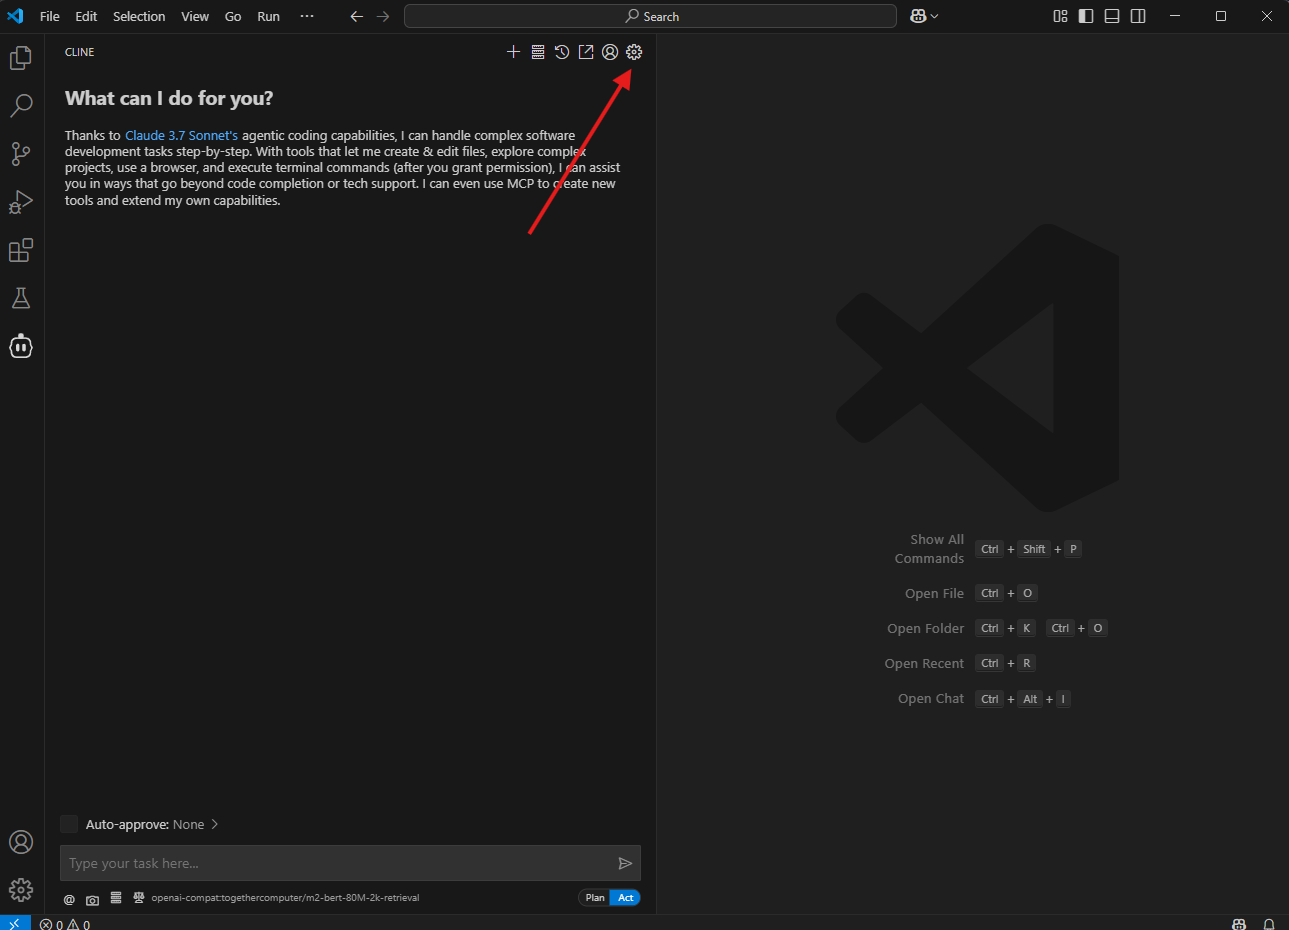 File Edit Selection View Go Run ··· Search
CLINE
What can I do for you?
Thanks to Claude 3.7 Sonnet's agentic coding capabilities, I can handle complex software
development tasks step-by-step. With tools that let me create & edit files, explore complex
projects, use a browser, and execute terminal commands (after you grant permission), I can assist
you in ways that go beyond code completion or tech support. I can even use MCP to create new
tools and extend my own capabilities.
Show All
Commands Ctrl + Shift + P
Open File Ctrl + O
Open Folder Ctrl + K Ctrl + O
Open Recent Ctrl + R
Open Chat Ctrl + Alt + I
Auto-approve: None
Type your task here...
@ openai-compat:togethercomputer/m2-bert-80M-2k-retrieval Plan Act
0 0